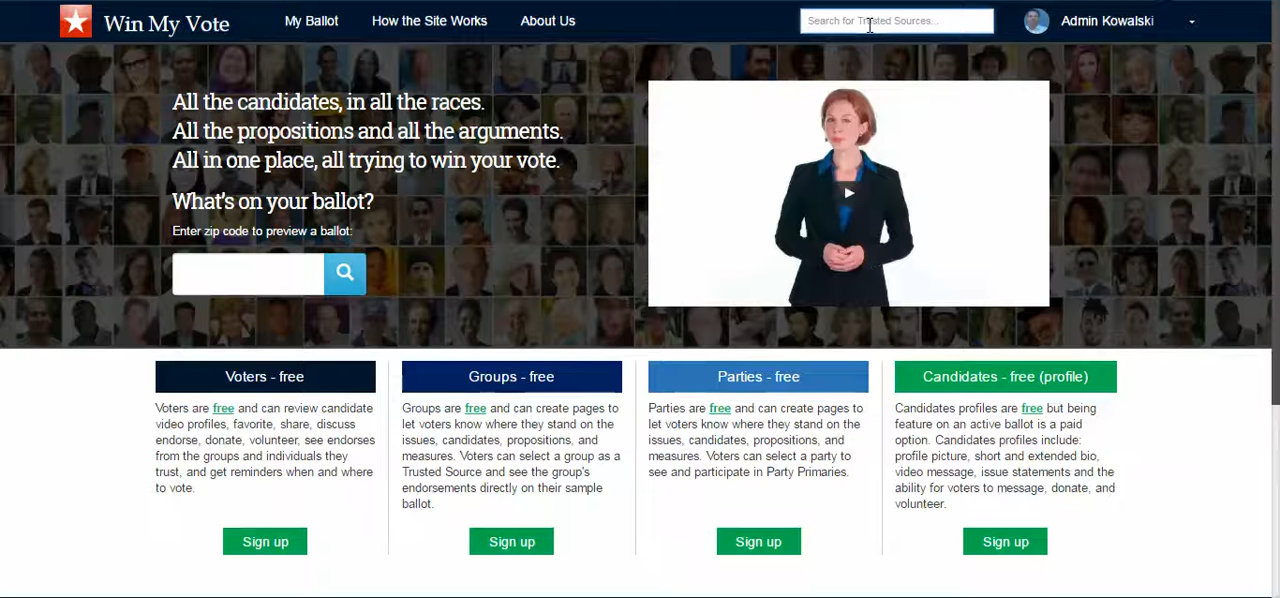 Win My Vote
My Ballot
How the Site Works
About Us
Search for Trusted Sources...
Admin Kowalski
All the candidates, in all the races.
All the propositions and all the arguments.
All in one place, all trying to win your vote.
What's on your ballot?
Enter zip code to preview a ballot:
Voters - free
Voters are free and can review candidate
video profiles, favorite, share, discuss
endorse, donate, volunteer, see endorses
from the groups and individuals they
trust, and get reminders when and where
to vote.
Sign up
Groups - free
Groups are free and can create pages to
let voters know where they stand on the
issues, candidates, propositions, and
measures. Voters can select a group as a
Trusted Source and see the group's
endorsements directly on their sample
ballot.
Sign up
Parties - free
Parties are free and can create pages to
let voters know where they stand on the
issues, candidates, propositions, and
measures. Voters can select a party to
see and participate in Party Primaries.
Sign up
Candidates - free (profile)
Candidates profiles are free but being
feature on an active ballot is a paid
option. Candidates profiles include:
profile picture, short and extended bio,
video message, issue statements and the
ability for voters to message, donate, and
volunteer.
Sign up